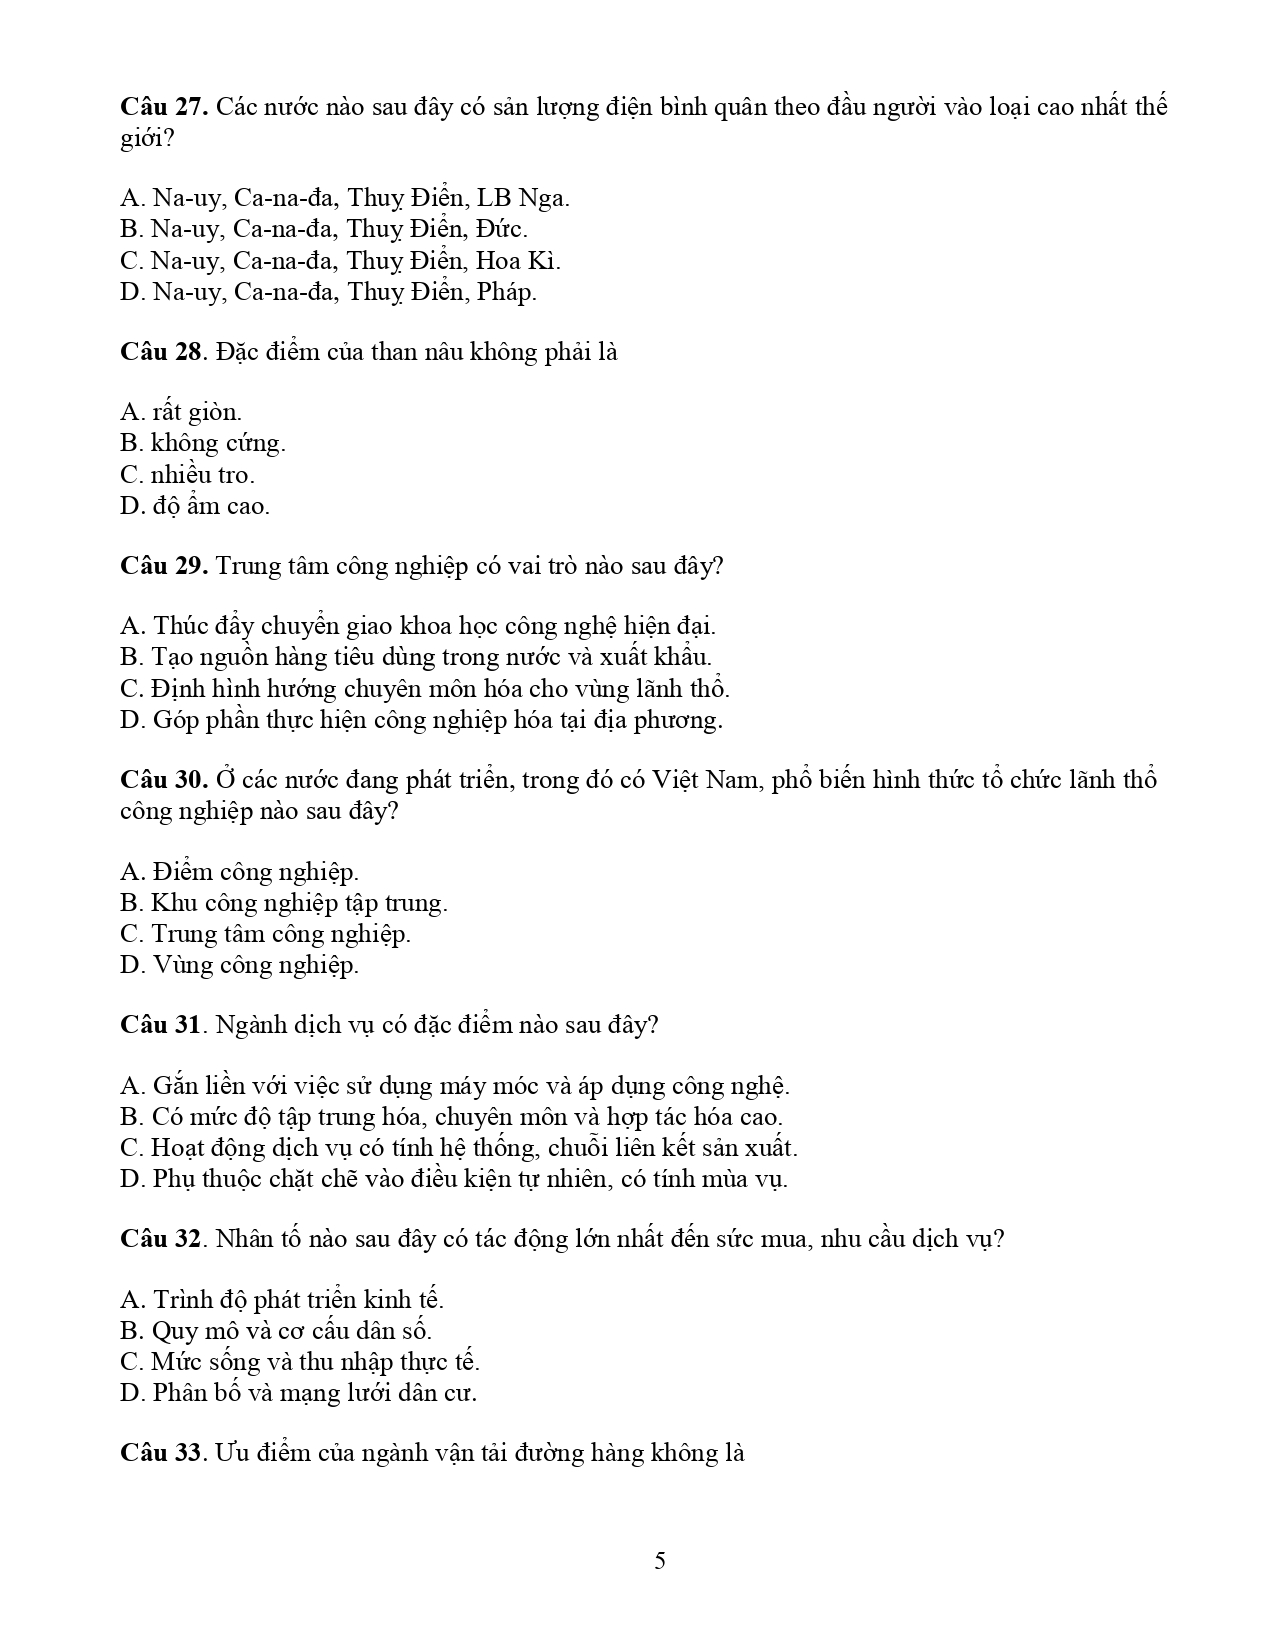 Câu 27. Các nước nào sau đây có sản lượng điện bình quân theo đầu người vào loại cao nhất thế
giới?
A. Na-uy, Ca-na-đa, Thuỵ Điển, LB Nga.
B. Na-uy, Ca-na-đa, Thuỵ Điển, Đức.
C. Na-uy, Ca-na-đa, Thuỵ Điển, Hoa Kì.
D. Na-uy, Ca-na-đa, Thuỵ Điển, Pháp.
Câu 28. Đặc điểm của than nâu không phải là
A. rất giòn.
B. không cứng.
C. nhiều tro.
D. độ ẩm cao.
Câu 29. Trung tâm công nghiệp có vai trò nào sau đây?
A. Thúc đẩy chuyển giao khoa học công nghệ hiện đại.
B. Tạo nguồn hàng tiêu dùng trong nước và xuất khẩu.
C. Định hình hướng chuyên môn hóa cho vùng lãnh thổ.
D. Góp phần thực hiện công nghiệp hóa tại địa phương.
Câu 30. Ở các nước đang phát triển, trong đó có Việt Nam, phổ biến hình thức tổ chức lãnh thổ
công nghiệp nào sau đây?
A. Điểm công nghiệp.
B. Khu công nghiệp tập trung.
C. Trung tâm công nghiệp.
D. Vùng công nghiệp.
Câu 31. Ngành dịch vụ có đặc điểm nào sau đây?
A. Gắn liền với việc sử dụng máy móc và áp dụng công nghệ.
B. Có mức độ tập trung hóa, chuyên môn và hợp tác hóa cao.
C. Hoạt động dịch vụ có tính hệ thống, chuỗi liên kết sản xuất.
D. Phụ thuộc chặt chẽ vào điều kiện tự nhiên, có tính mùa vụ.
Câu 32. Nhân tố nào sau đây có tác động lớn nhất đến sức mua, nhu cầu dịch vụ?
A. Trình độ phát triển kinh tế.
B. Quy mô và cơ cấu dân số.
C. Mức sống và thu nhập thực tế.
D. Phân bố và mạng lưới dân cư.
Câu 33. Ưu điểm của ngành vận tải đường hàng không là
5